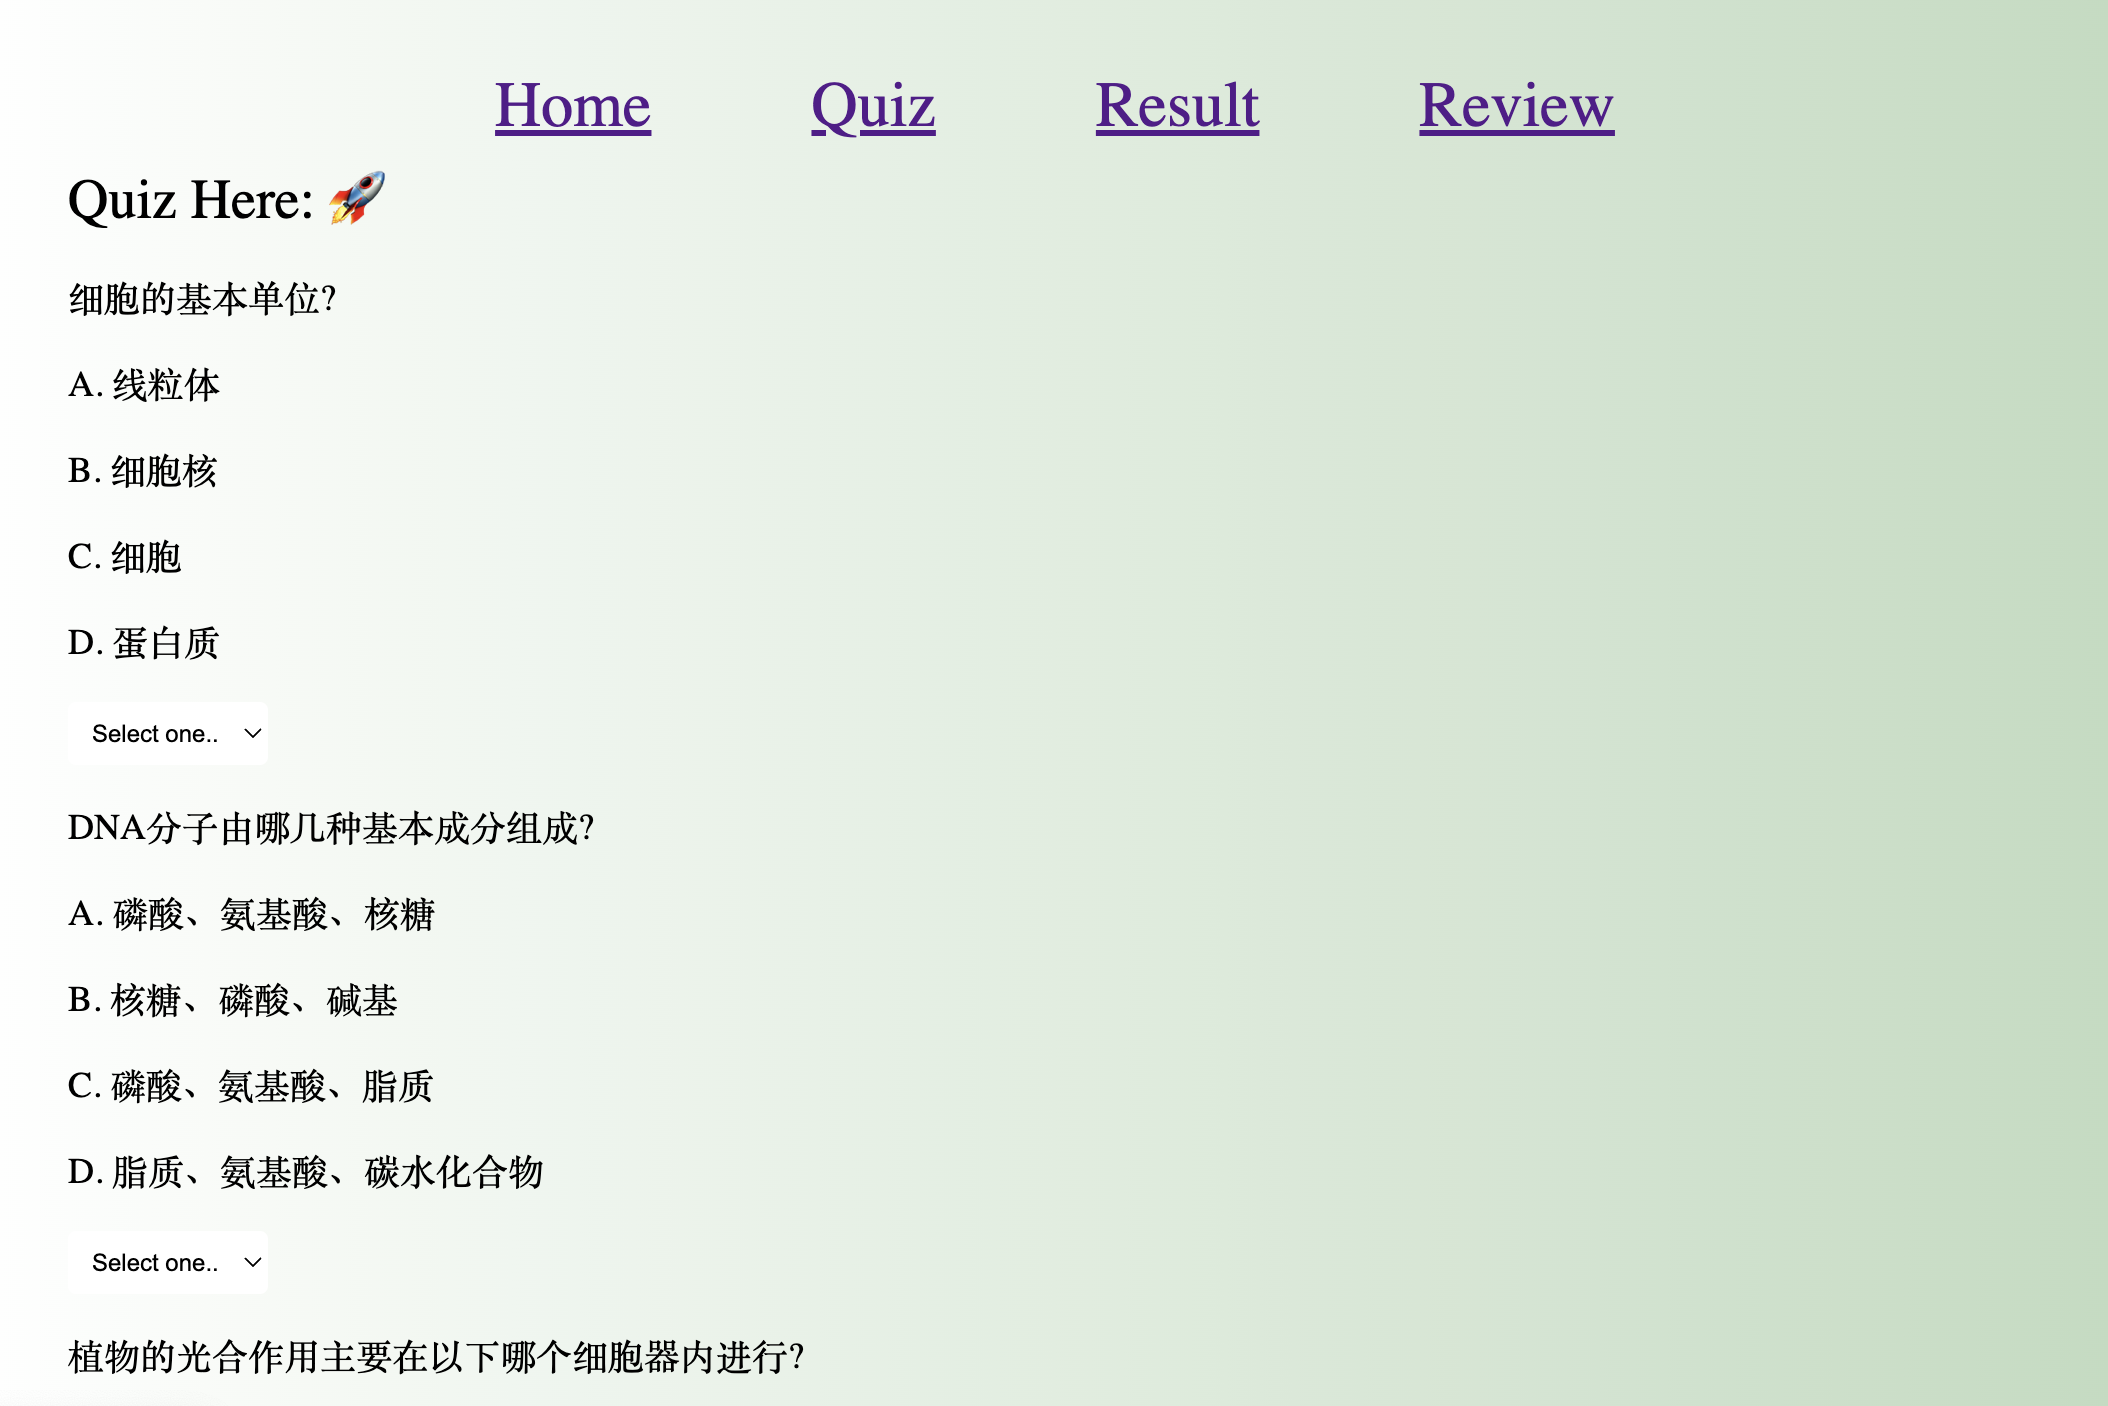 Home Quiz Result Review
Quiz Here: 🚀
细胞的基本单位?
A. 线粒体
B. 细胞核
C. 细胞
D. 蛋白质
Select one..
DNA分子由哪几种基本成分组成?
A. 磷酸、氨基酸、核糖
B. 核糖、磷酸、碱基
C. 磷酸、氨基酸、脂质
D. 脂质、氨基酸、碳水化合物
Select one..
植物的光合作用主要在以下哪个细胞器内进行?